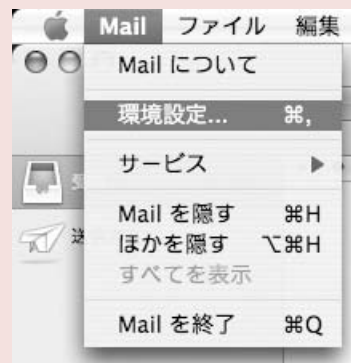 Mail ファイル 編集
Mail について
環境設定... ⌘,
サービス ▶
Mail を隠す ⌘H
ほかを隠す ⌥⌘H
すべてを表示
Mail を終了 ⌘Q
受
送